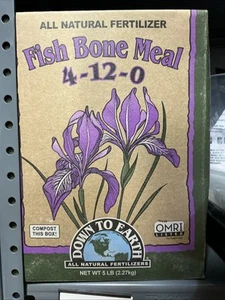 ALL NATURAL FERTILIZER
Fish Bone Meal
4-12-0
COMPOST
THIS BOX!
OMRI
LISTED
DOWN TO EARTH
ALL NATURAL FERTILIZERS
NET WT 5 LB (2.27kg)